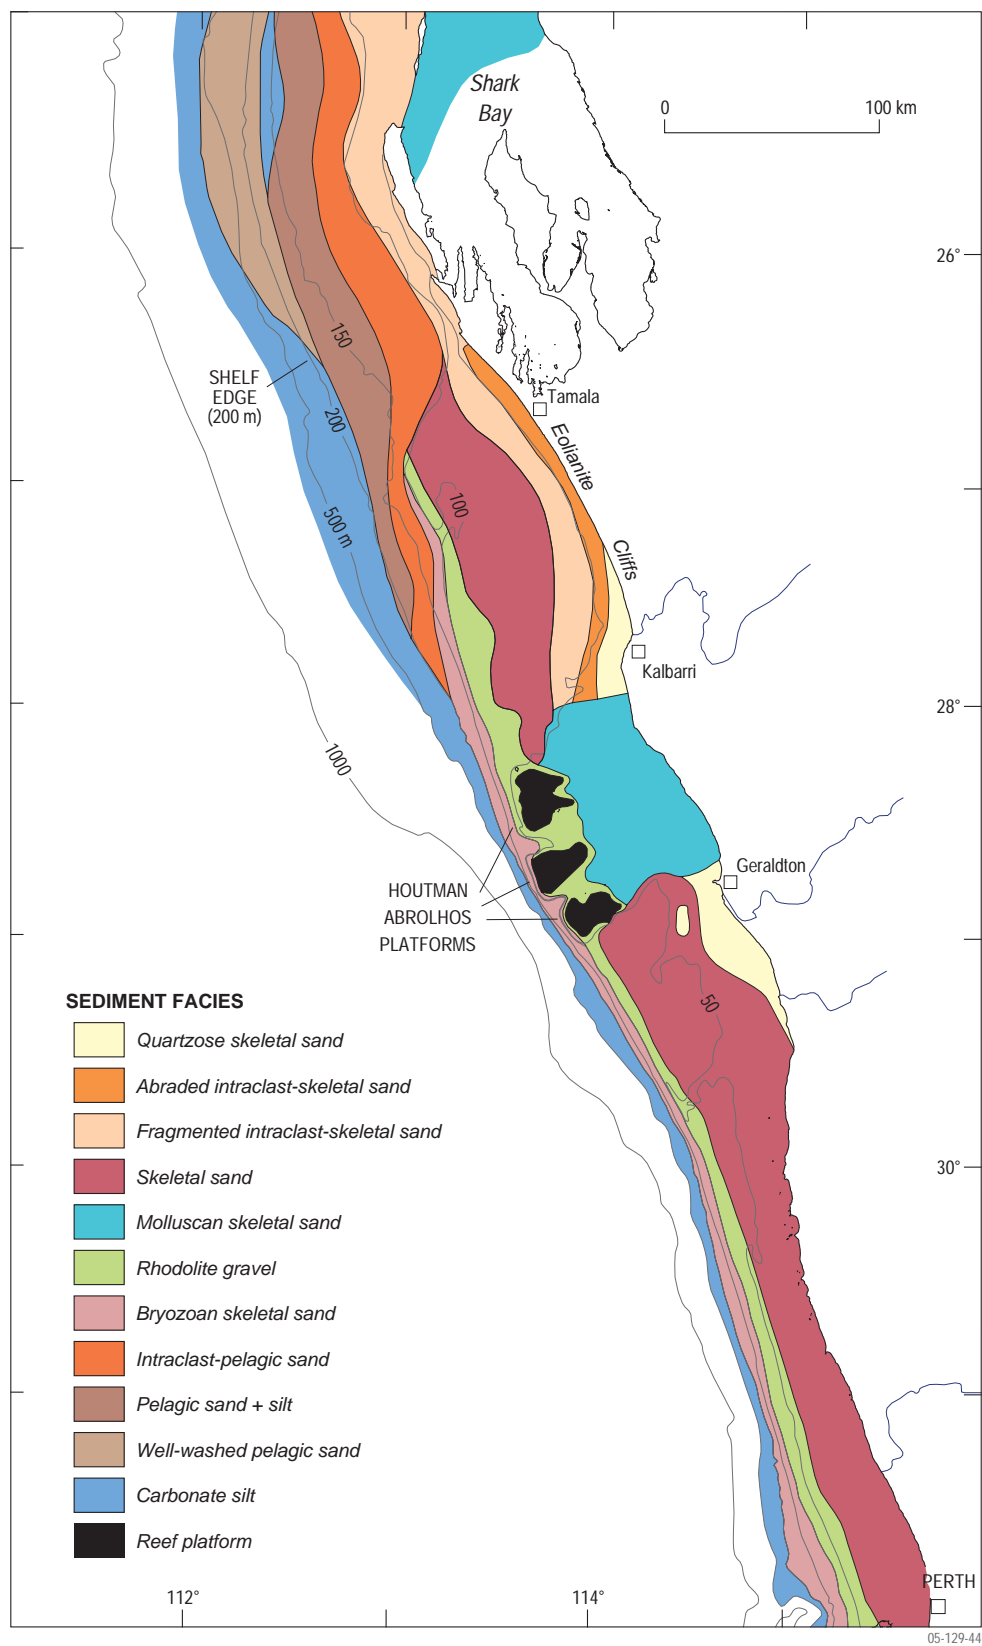 Shark
Bay
0 100 km
26°
150
SHELF
EDGE
(200 m)
200
Tamala
Eolianite
Cliffs
100
500 m
Kalbarri
28°
1000
Geraldton
HOUTMAN
ABROLHOS
PLATFORMS
50
SEDIMENT FACIES
Quartzose skeletal sand
Abraded intraclast-skeletal sand
Fragmented intraclast-skeletal sand
Skeletal sand
30°
Molluscan skeletal sand
Rhodolite gravel
Bryozoan skeletal sand
Intraclast-pelagic sand
Pelagic sand + silt
Well-washed pelagic sand
Carbonate silt
Reef platform
PERTH
112°
114°
05-129-44